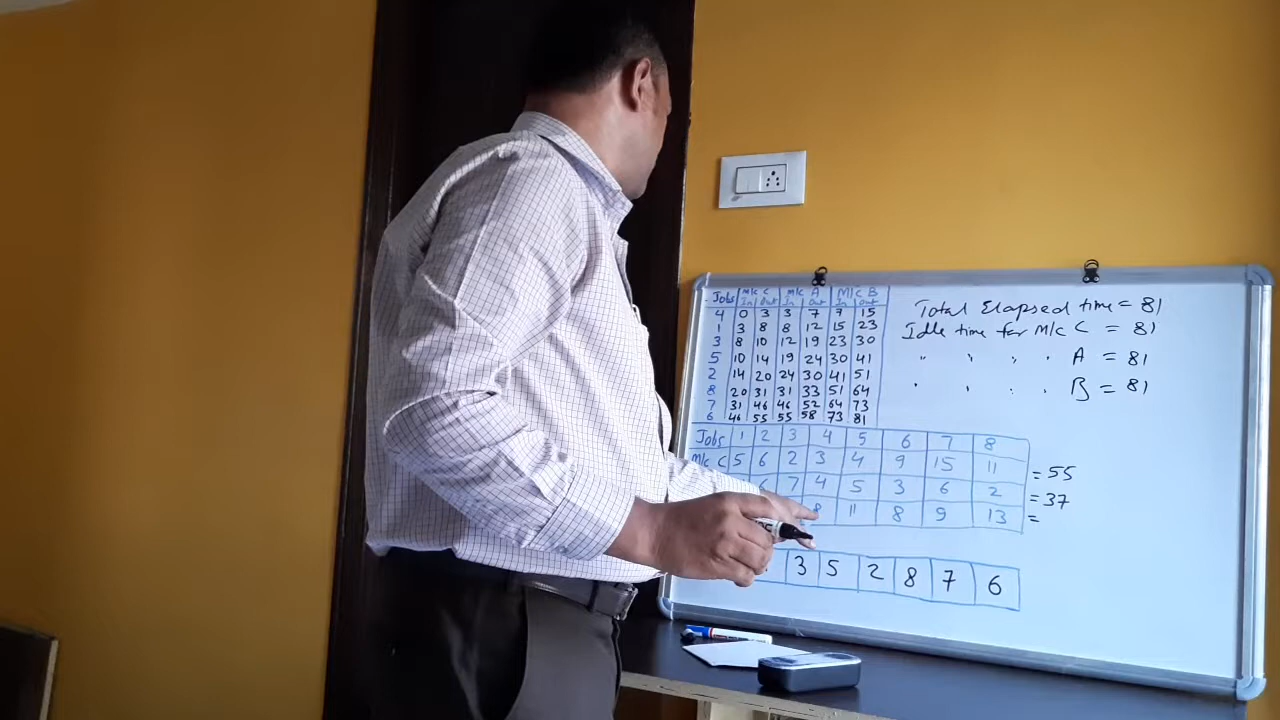 Jobs M/c C M/c A M/c B
In Out In Out In Out
4 0 3 3 7 7 15
1 3 8 8 12 15 23
3 8 10 12 19 23 30
5 10 14 19 24 30 41
2 14 20 24 30 41 51
8 20 31 31 33 51 64
7 31 46 46 52 64 73
6 46 55 55 58 73 81
Total Elapsed time = 81
Idle time for M/c C = 81
" " " " A = 81
" " " " B = 81
Jobs 1 2 3 4 5 6 7 8
M/c C 5 6 2 3 4 9 15 11 = 55
6 7 4 5 3 6 2 = 37
8 11 8 9 13 =
3 5 2 8 7 6